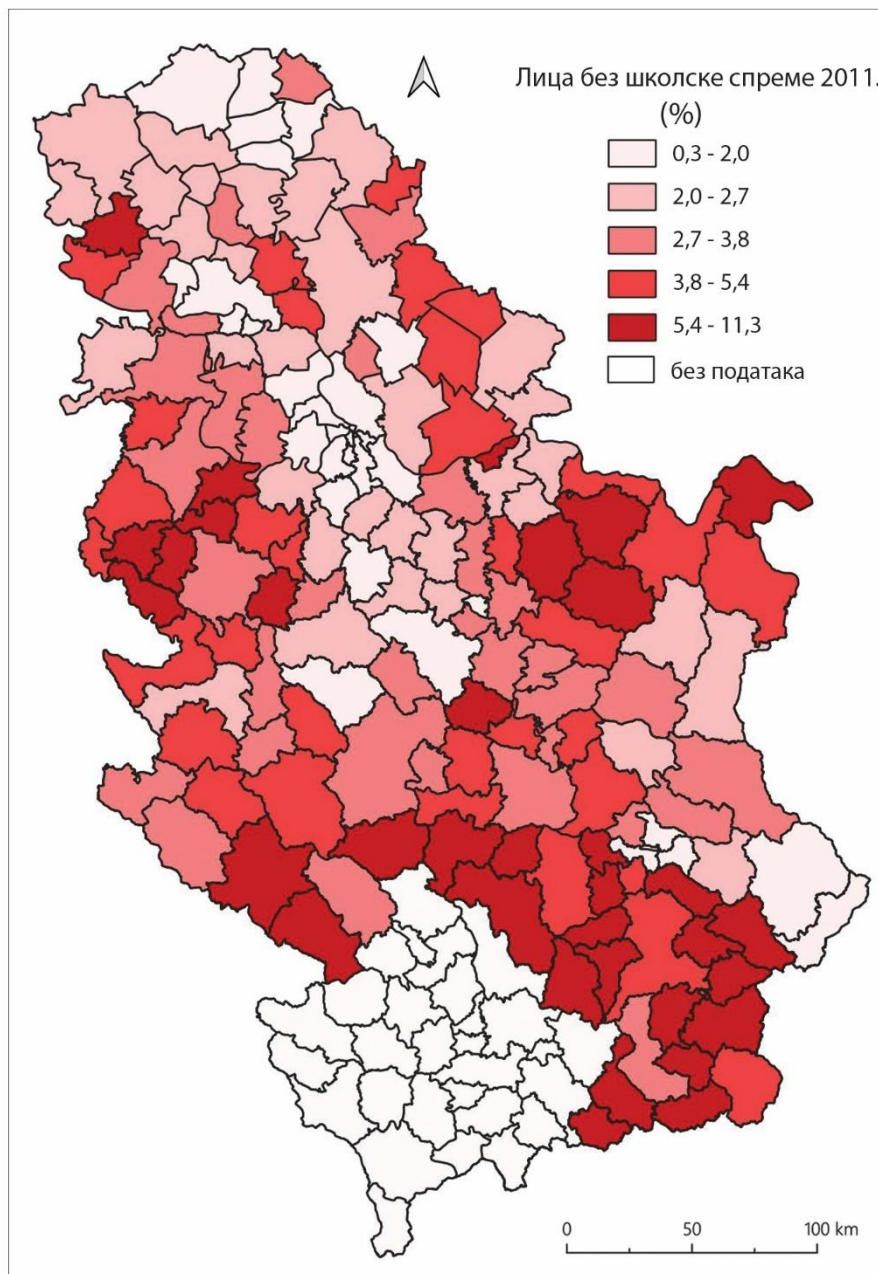 Лица без школске спреме 2011.
(%)
0,3 - 2,0
2,0 - 2,7
2,7 - 3,8
3,8 - 5,4
5,4 - 11,3
без података
0 50 100 km